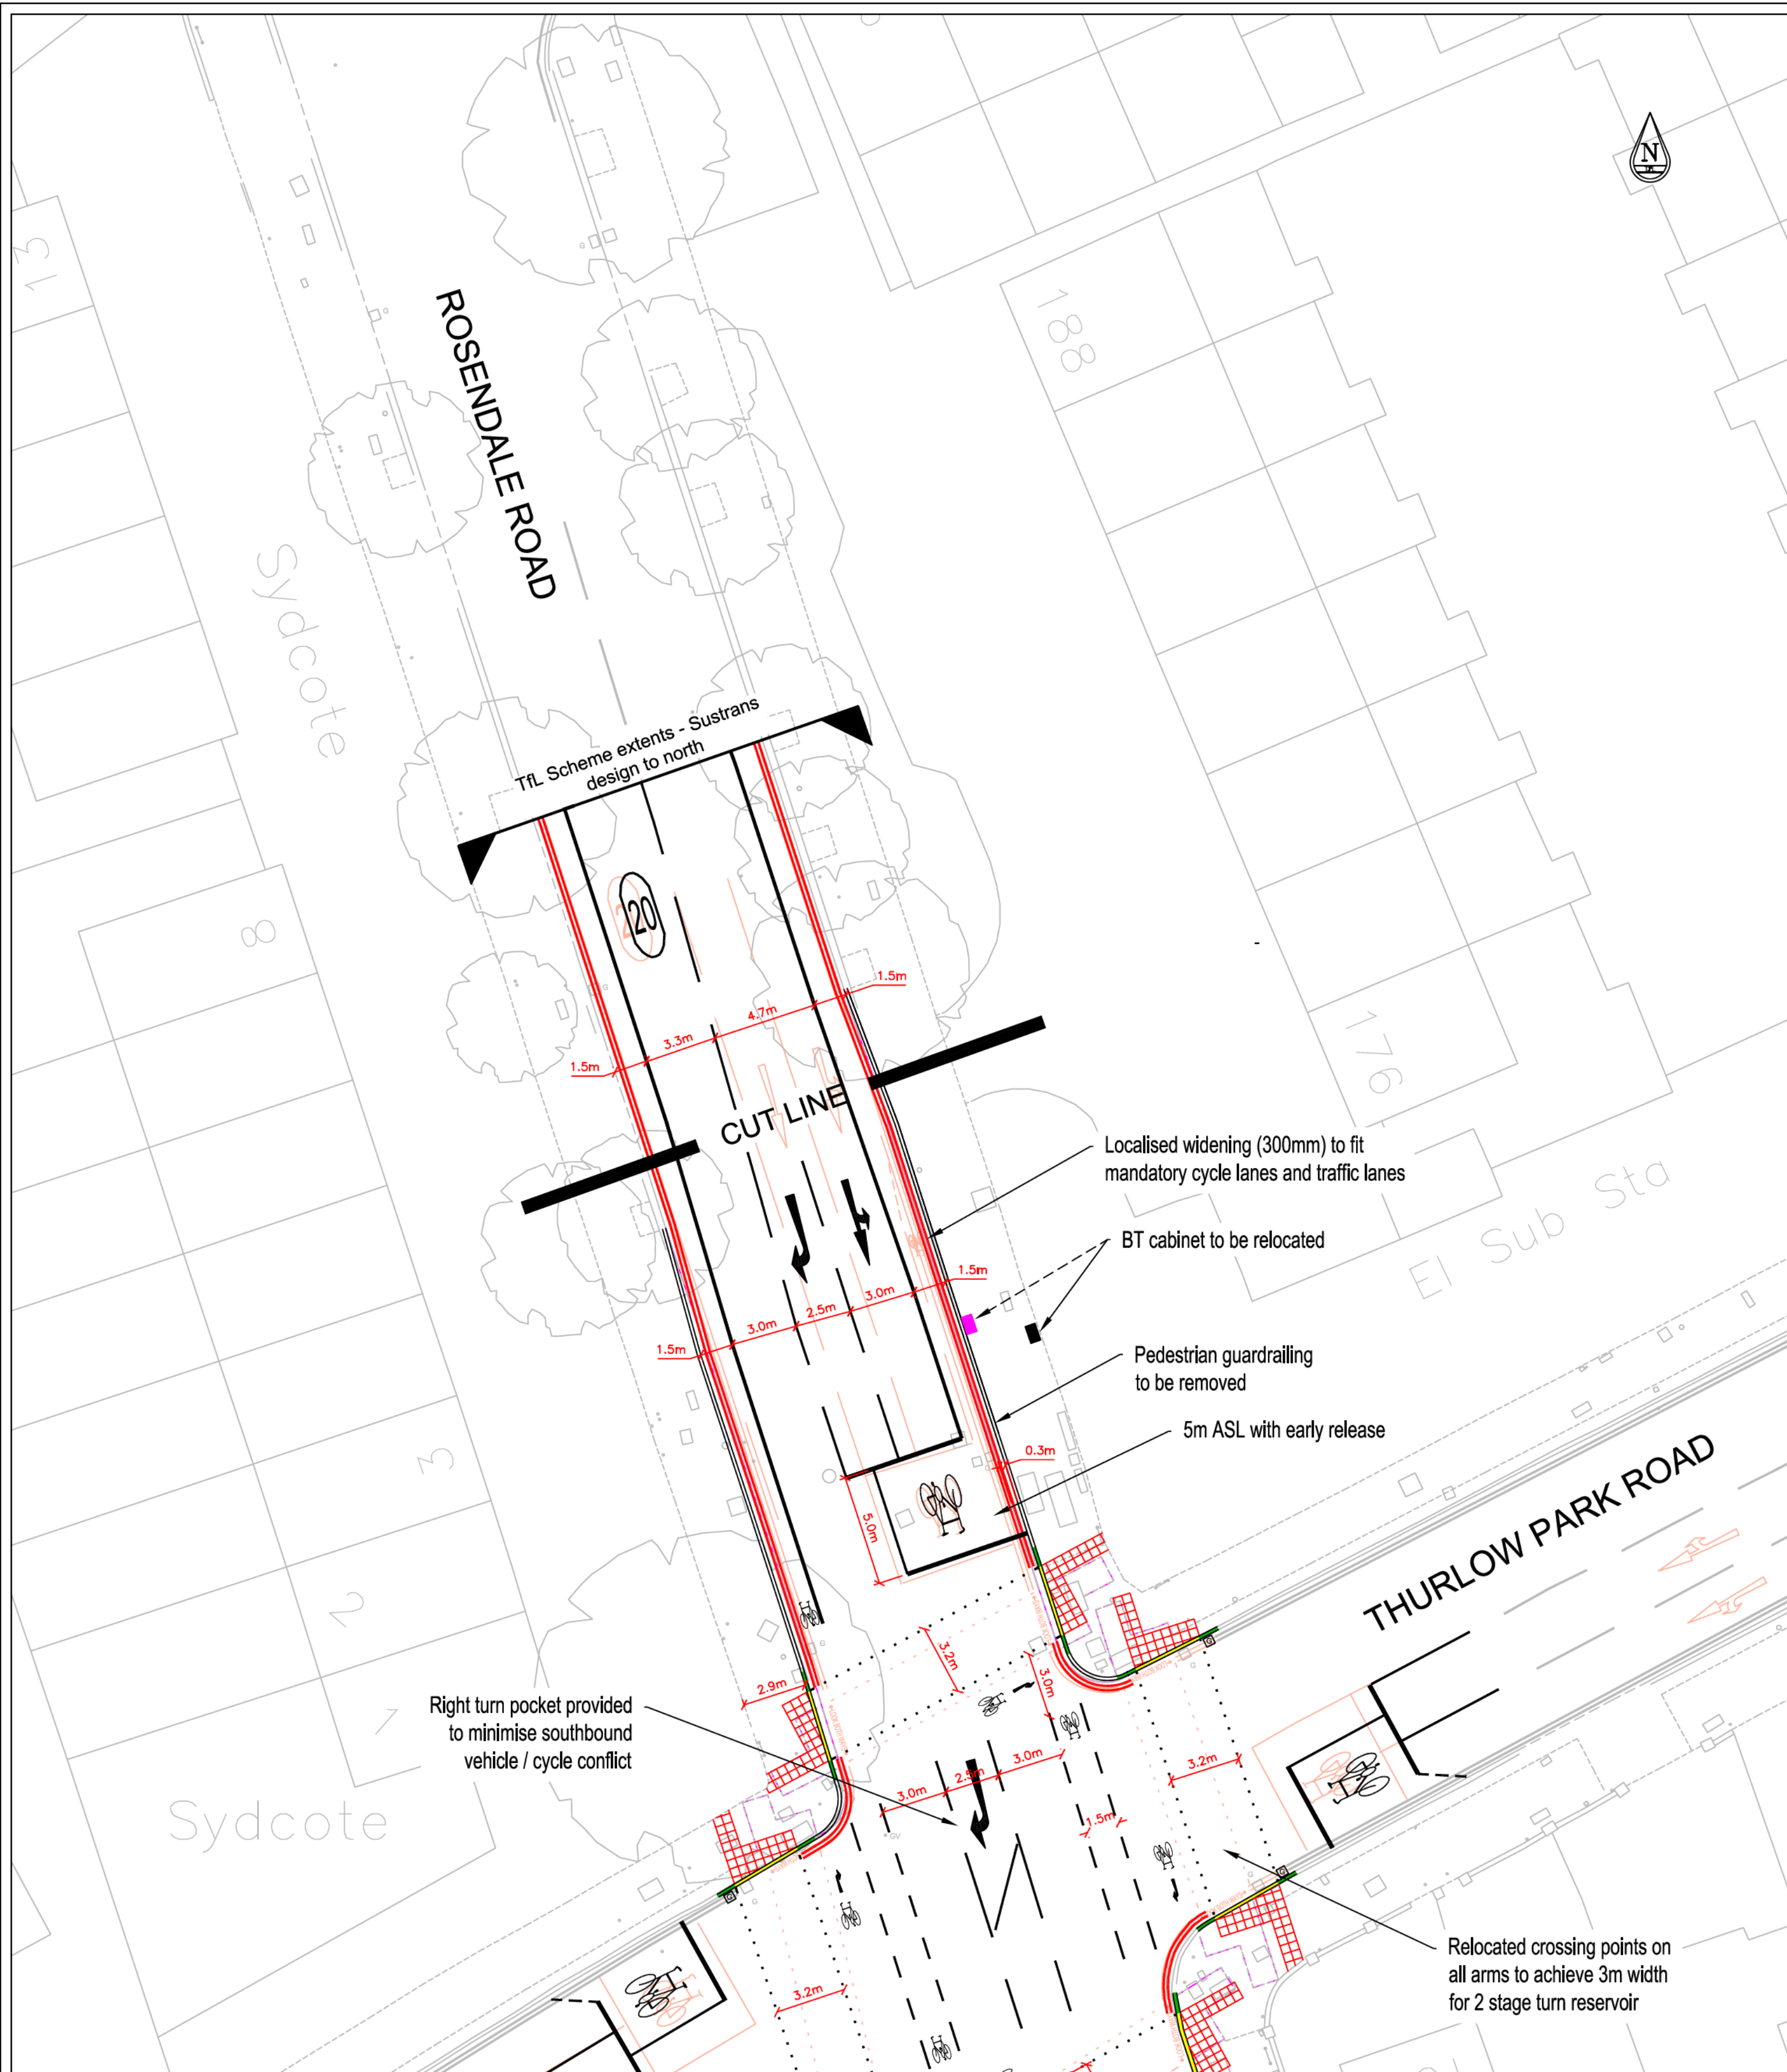 N
13
188
ROSENDALE ROAD
Sydcote
TfL Scheme extents - Sustrans
design to north
20
8
1.5m
4.7m
3.3m
1.5m
CUT LINE
176
Localised widening (300mm) to fit
mandatory cycle lanes and traffic lanes
El Sub Sta
BT cabinet to be relocated
1.5m
3.0m
2.5m
3.0m
1.5m
Pedestrian guardrailing
to be removed
5m ASL with early release
0.3m
3
THURLOW PARK ROAD
5.0m
2
3.2m
3.0m
2.9m
Right turn pocket provided
to minimise southbound
vehicle / cycle conflict
1
3.0m
2.5m
3.0m
3.2m
1.5m
Sydcote
GV
Relocated crossing points on
all arms to achieve 3m width
for 2 stage turn reservoir
3.2m